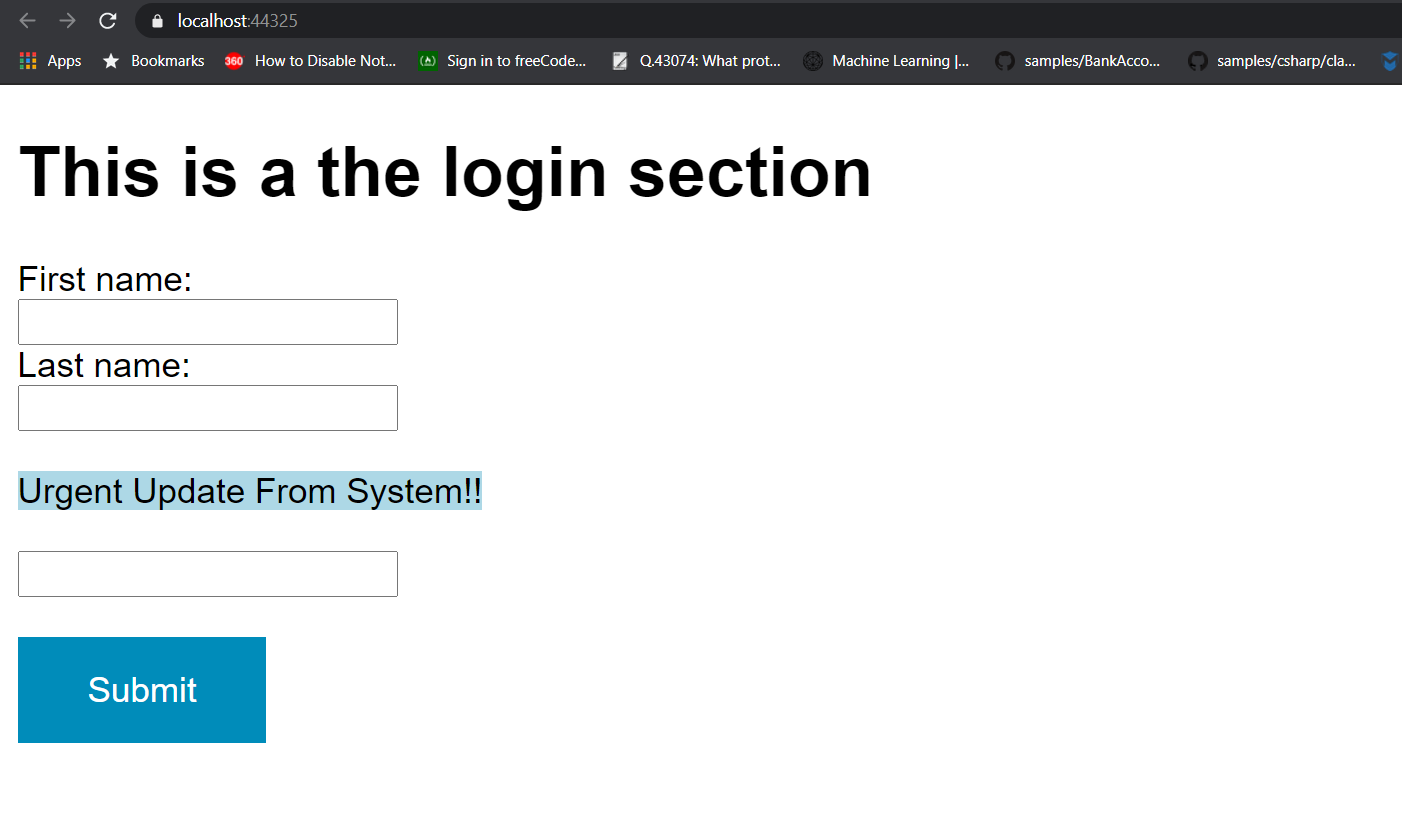 localhost:44325
Apps Bookmarks 360 How to Disable Not... Sign in to freeCode... Q.43074: What prot... Machine Learning |... samples/BankAcco... samples/csharp/cla...
This is a the login section
First name:
Last name:
Urgent Update From System!!
Submit